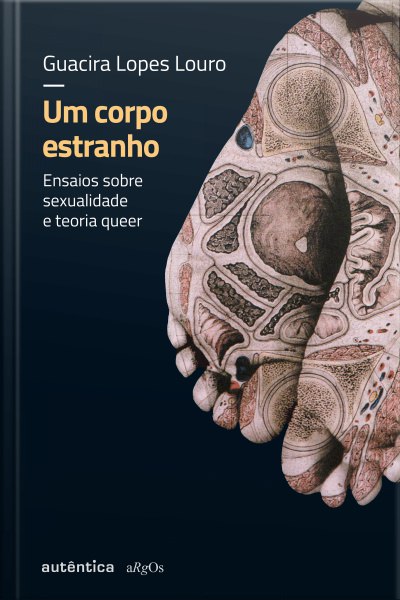 Guacira Lopes Louro
Um corpo
estranho
Ensaios sobre
sexualidade
e teoria queer
autêntica aRgOs